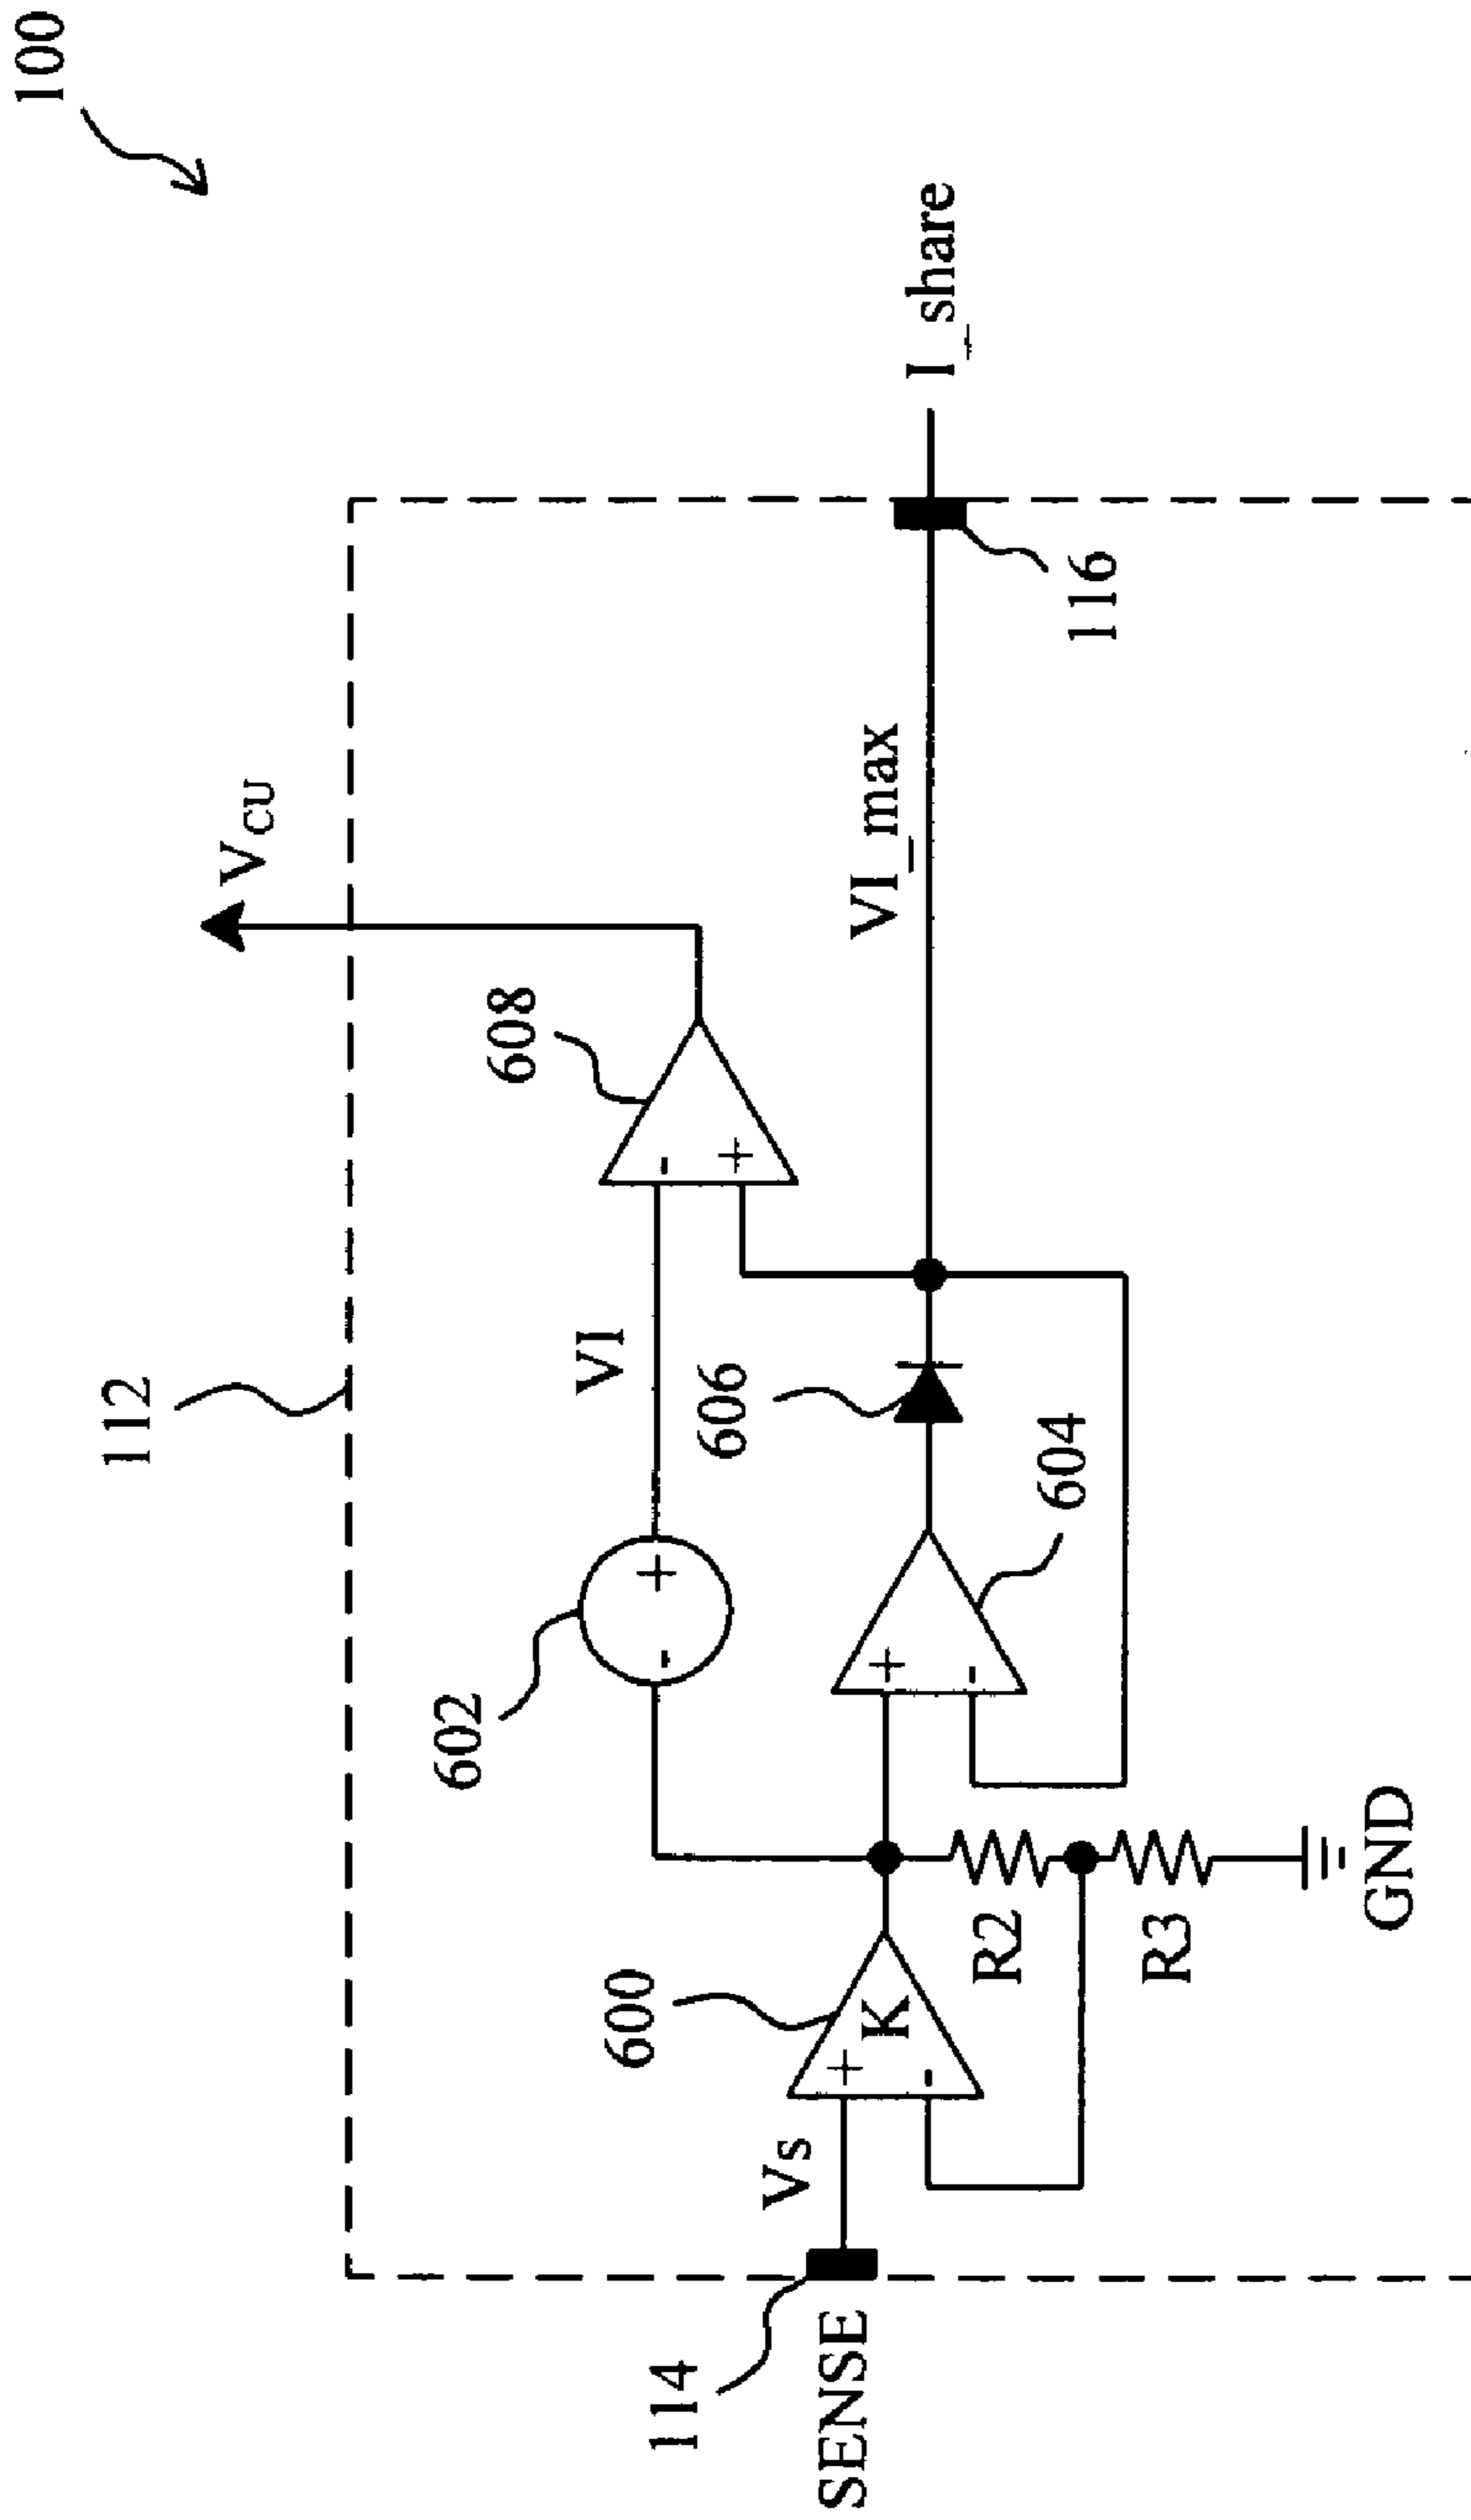 100
112
Vcu
608
602
VI
606
VI_max
I_share
600
604
116
114
Vs
K
SENSE
R2
R3
GND
+
-
-
+
+
-
-
+